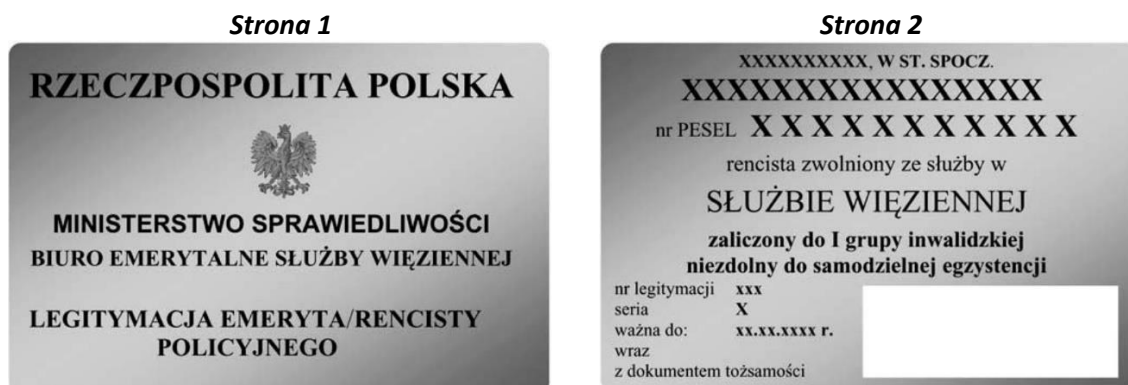 Strona 1
RZECZPOSPOLITA POLSKA
MINISTERSTWO SPRAWIEDLIWOŚCI
BIURO EMERYTALNE SŁUŻBY WIĘZIENNEJ
LEGITYMACJA EMERYTA/RENCISTY
POLICYJNEGO
Strona 2
XXXXXXXXXX, W ST. SPOCZ.
XXXXXXXXXXXXXXXX
nr PESEL X X X X X X X X X X X
rencista zwolniony ze służby w
SŁUŻBIE WIĘZIENNEJ
zaliczony do I grupy inwalidzkiej
niezdolny do samodzielnej egzystencji
nr legitymacji xxx
seria X
ważna do: xx.xx.xxxx r.
wraz
z dokumentem tożsamości